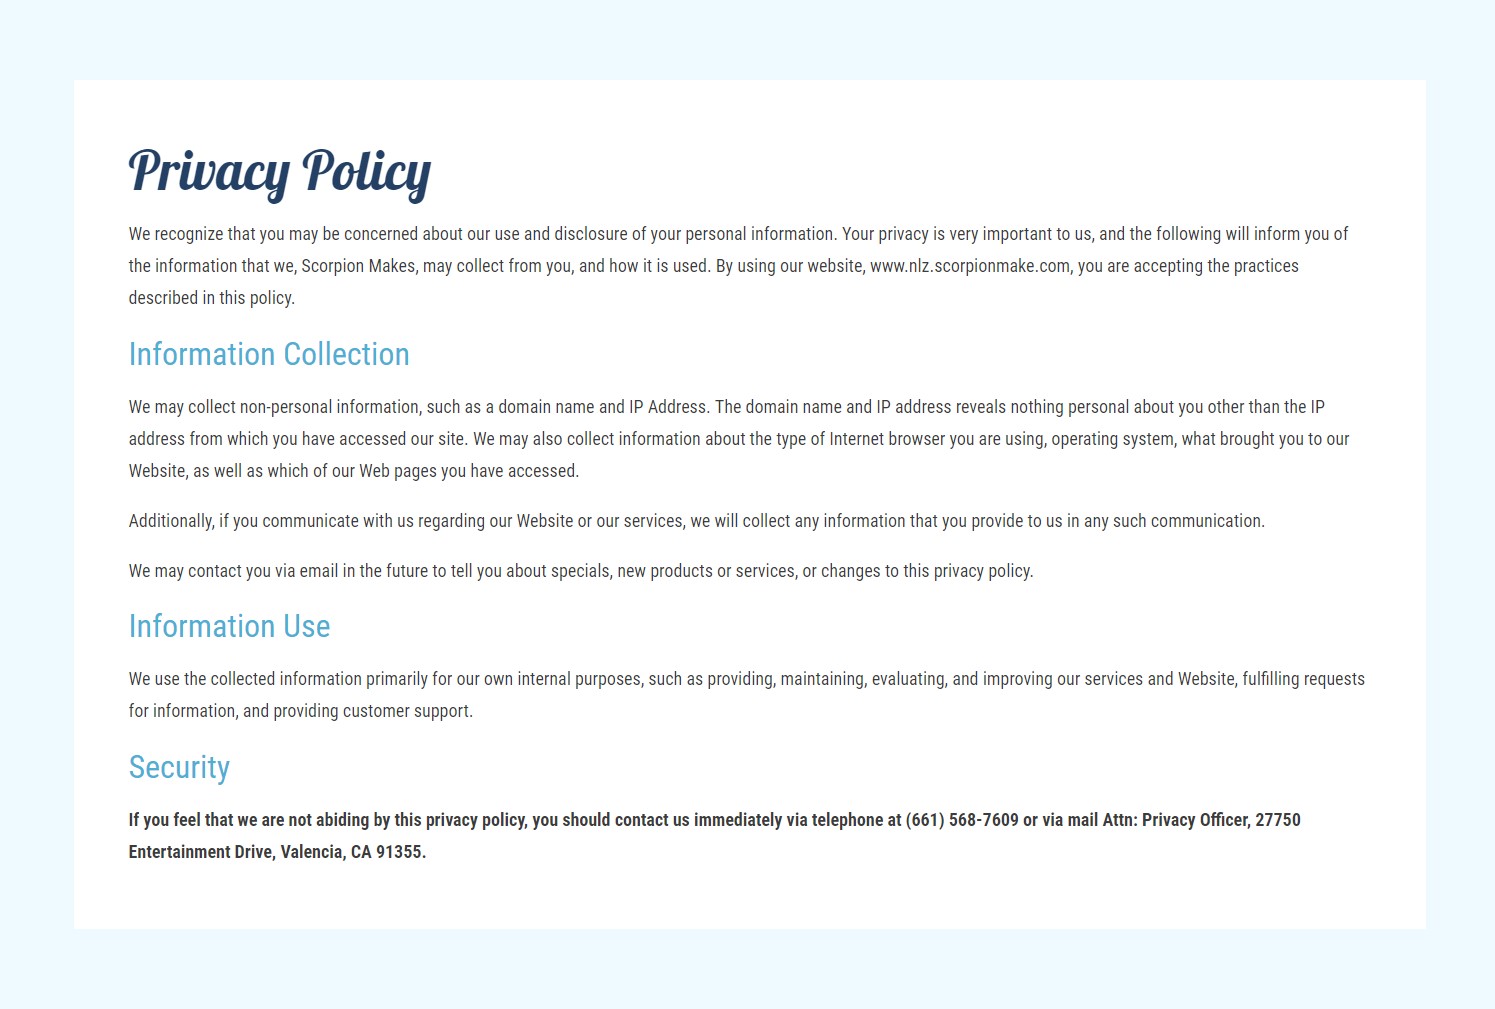 Privacy Policy
We recognize that you may be concerned about our use and disclosure of your personal information. Your privacy is very important to us, and the following will inform you of
the information that we, Scorpion Makes, may collect from you, and how it is used. By using our website, www.nlz.scorpionmake.com, you are accepting the practices
described in this policy.
Information Collection
We may collect non-personal information, such as a domain name and IP Address. The domain name and IP address reveals nothing personal about you other than the IP
address from which you have accessed our site. We may also collect information about the type of Internet browser you are using, operating system, what brought you to our
Website, as well as which of our Web pages you have accessed.
Additionally, if you communicate with us regarding our Website or our services, we will collect any information that you provide to us in any such communication.
We may contact you via email in the future to tell you about specials, new products or services, or changes to this privacy policy.
Information Use
We use the collected information primarily for our own internal purposes, such as providing, maintaining, evaluating, and improving our services and Website, fulfilling requests
for information, and providing customer support.
Security
If you feel that we are not abiding by this privacy policy, you should contact us immediately via telephone at (661) 568-7609 or via mail Attn: Privacy Officer, 27750
Entertainment Drive, Valencia, CA 91355.